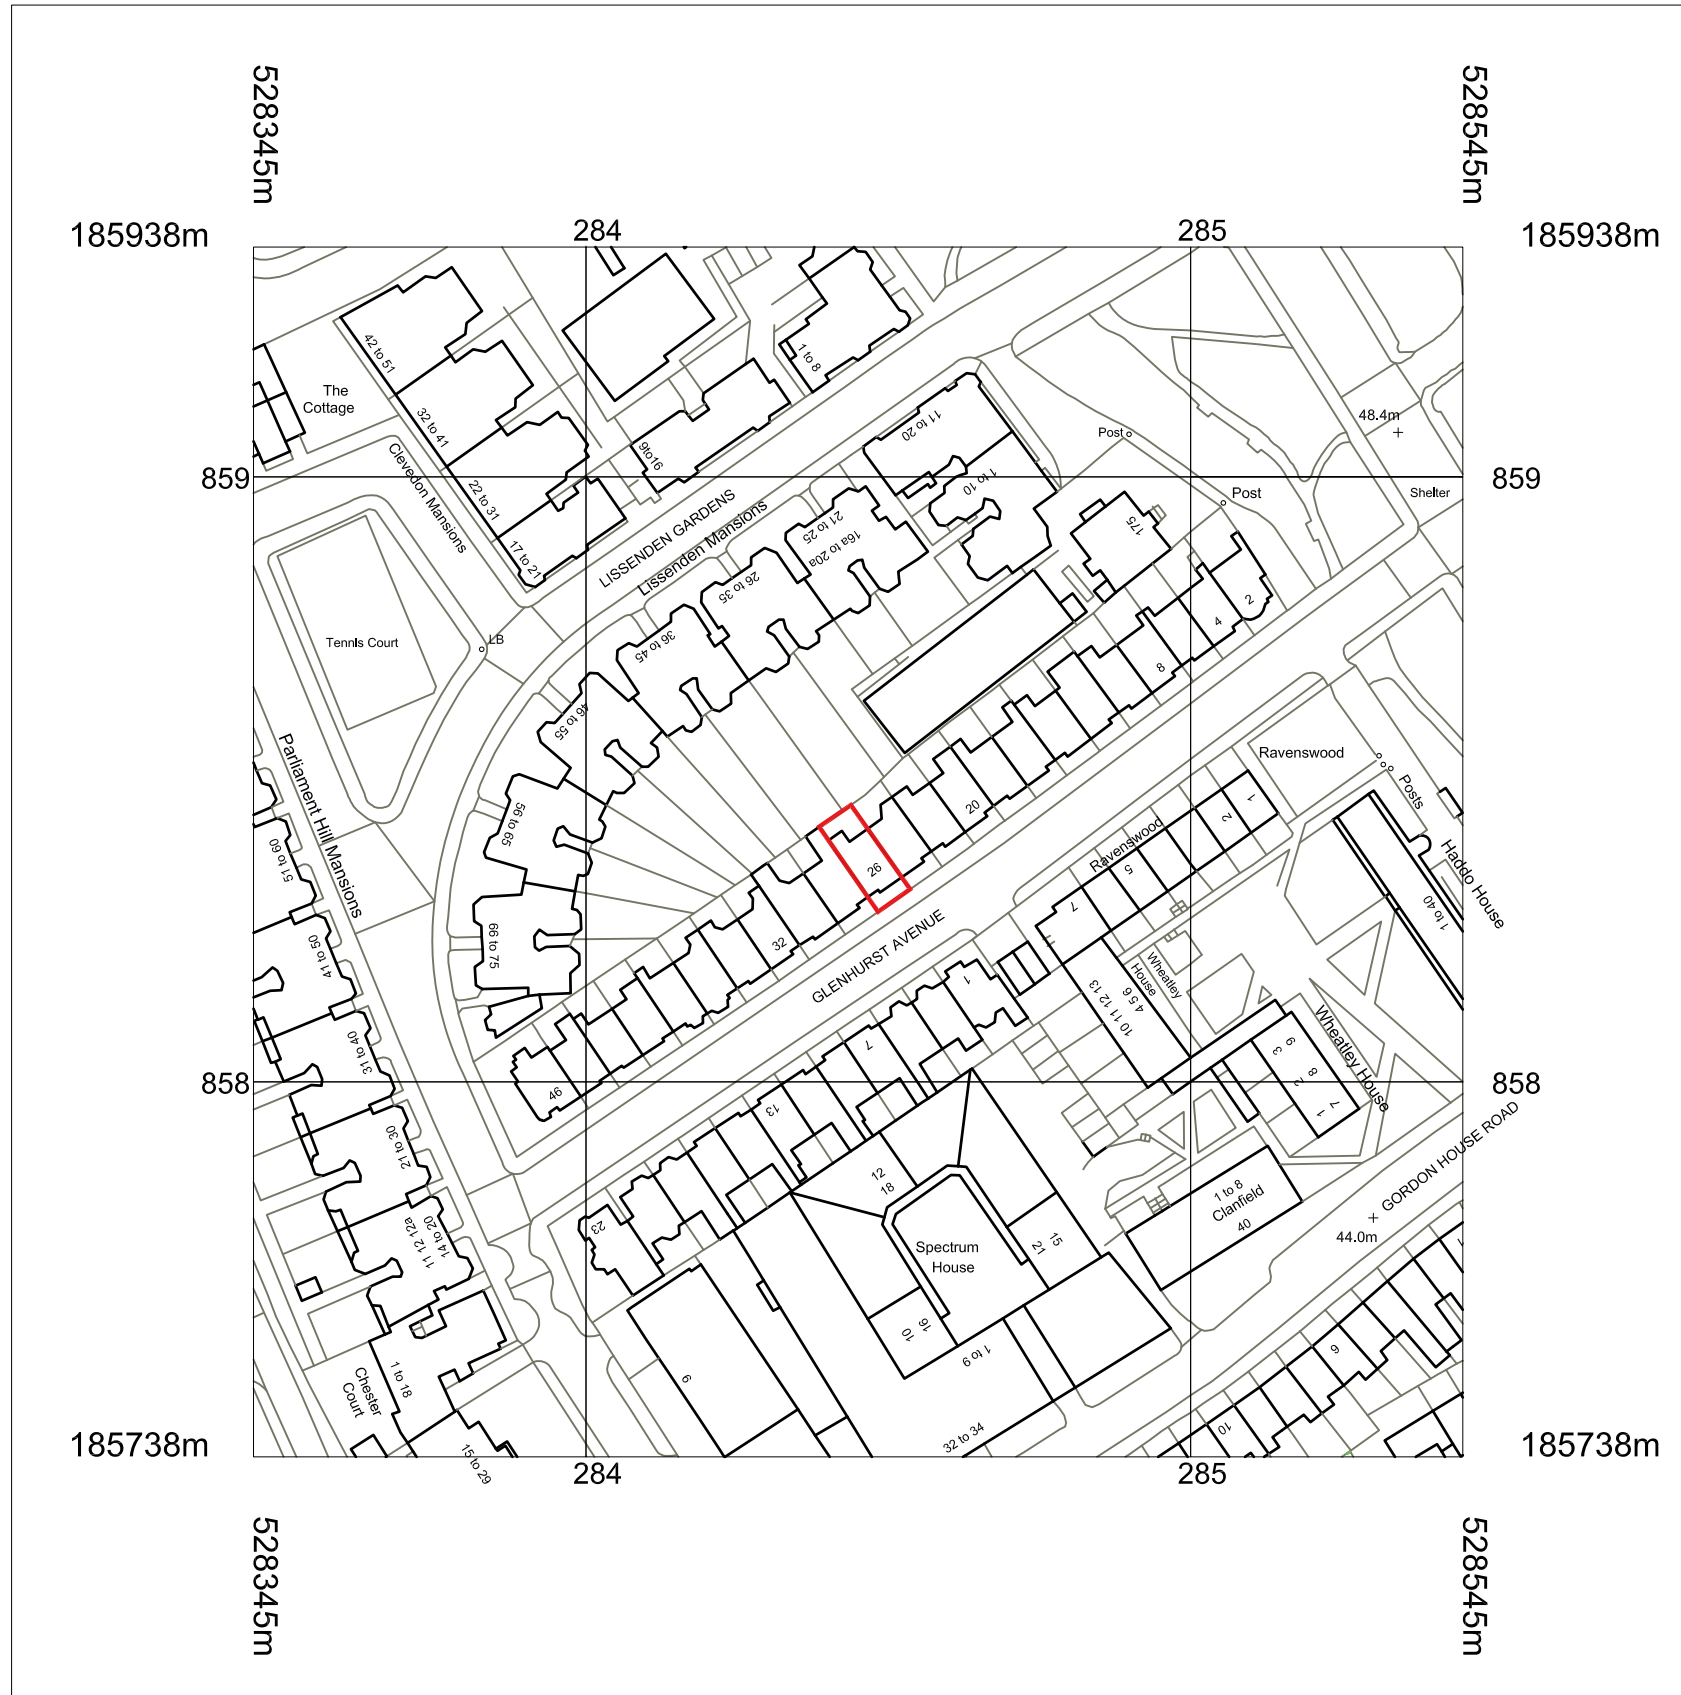 528345m
528545m
185938m
284
285
185938m
42 to 51
1 to 8
The
Cottage
32 to 41
9to16
11 to 20
48.4m
Post
Clevedon Mansions
859
859
22 to 31
1 to 10
Post
Shelter
LISSENDEN GARDENS
Lissenden Mansions
21 to 25
16a to 20a
175
17 to 21
26 to 35
2
4
Tennis Court
LB
36 to 45
8
46 to 55
Parliament Hill Mansions
Ravenswood
Posts
56 to 65
20
1
2
51 to 60
26
Ravenswood
5
Haddo House
1 to 40
7
GLENHURST AVENUE
66 to 75
41 to 50
32
1
Wheatley
House
4 5 6
10 11 12 13
Wheatley House
31 to 40
7
9
3
8
2
7
1
858
858
46
13
21 to 30
GORDON HOUSE ROAD
12
18
1 to 8
Clanfield
40
14 to 20
11 12 12a
23
15
21
44.0m
Spectrum
House
16
10
1 to 9
6
9
1 to 18
Chester
Court
10
32 to 34
15 to 29
185738m
284
285
185738m
528345m
528545m